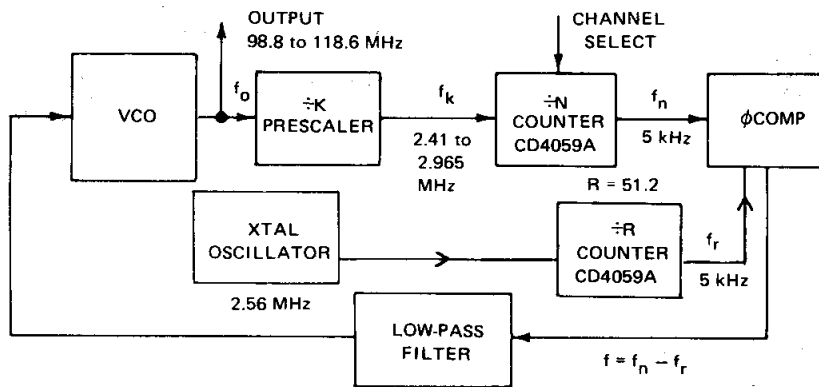 OUTPUT
98.8 to 118.6 MHz
CHANNEL
SELECT
VCO
fo
÷K
PRESCALER
fk
2.41 to
2.965
MHz
÷N
COUNTER
CD4059A
fn
5 kHz
ϕCOMP
R = 51.2
XTAL
OSCILLATOR
2.56 MHz
÷R
COUNTER
CD4059A
fr
5 kHz
LOW-PASS
FILTER
f = fn − fr